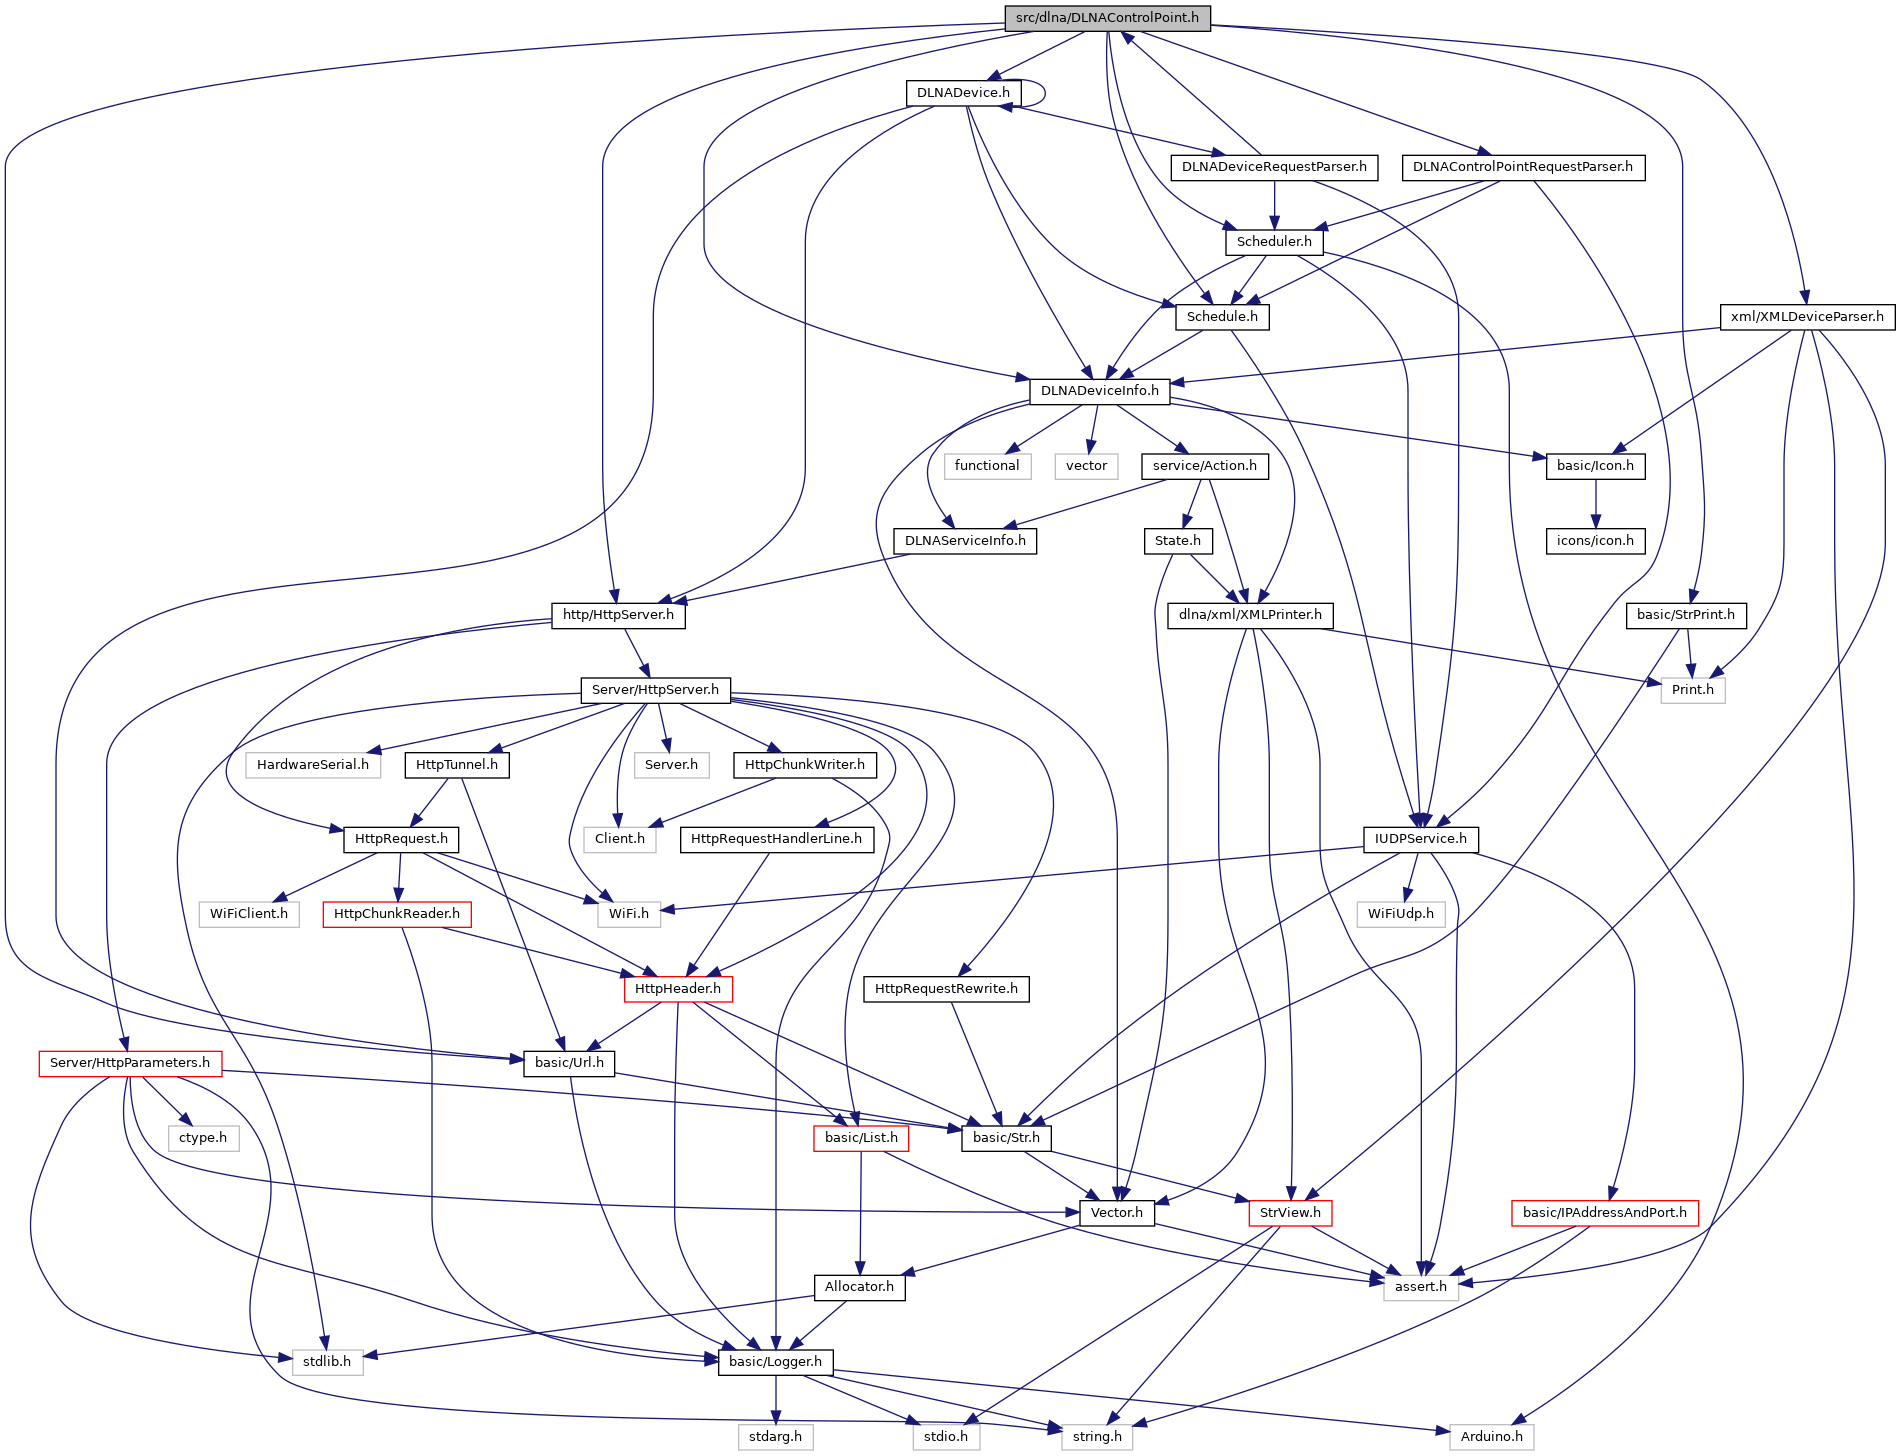 src/dlna/DLNAControlPoint.h
DLNADevice.h
DLNADeviceRequestParser.h
DLNAControlPointRequestParser.h
Scheduler.h
Schedule.h
xml/XMLDeviceParser.h
DLNADeviceInfo.h
functional
vector
service/Action.h
basic/Icon.h
DLNAServiceInfo.h
State.h
icons/icon.h
http/HttpServer.h
dlna/xml/XMLPrinter.h
basic/StrPrint.h
Server/HttpServer.h
Print.h
HardwareSerial.h
HttpTunnel.h
Server.h
HttpChunkWriter.h
HttpRequest.h
Client.h
HttpRequestHandlerLine.h
IUDPService.h
WiFiClient.h
HttpChunkReader.h
WiFi.h
WiFiUdp.h
HttpHeader.h
HttpRequestRewrite.h
Server/HttpParameters.h
basic/Url.h
ctype.h
basic/List.h
basic/Str.h
Vector.h
StrView.h
basic/IPAddressAndPort.h
Allocator.h
assert.h
stdlib.h
basic/Logger.h
stdarg.h
stdio.h
string.h
Arduino.h